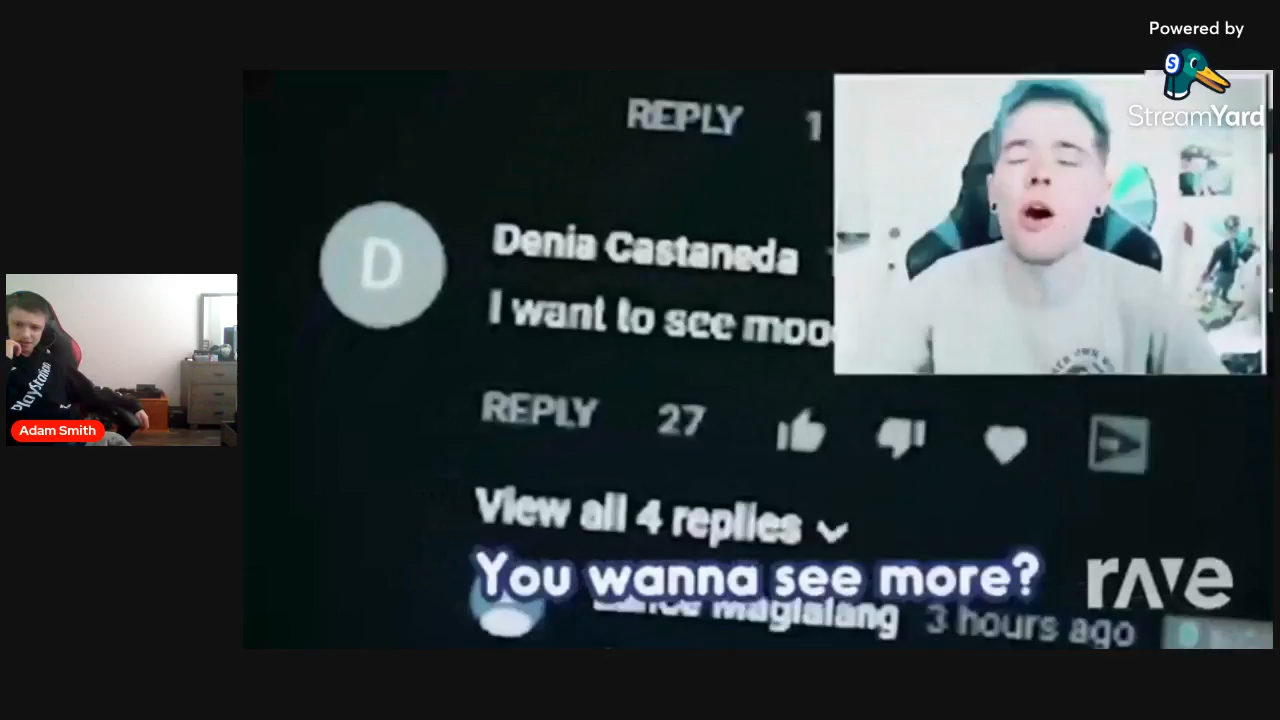 Powered by
StreamYard
REPLY 1
Denia Castaneda
I want to see moo
REPLY 27
View all 4 replies
You wanna see more?
rave
3 hours ago
PlayStation
Adam Smith